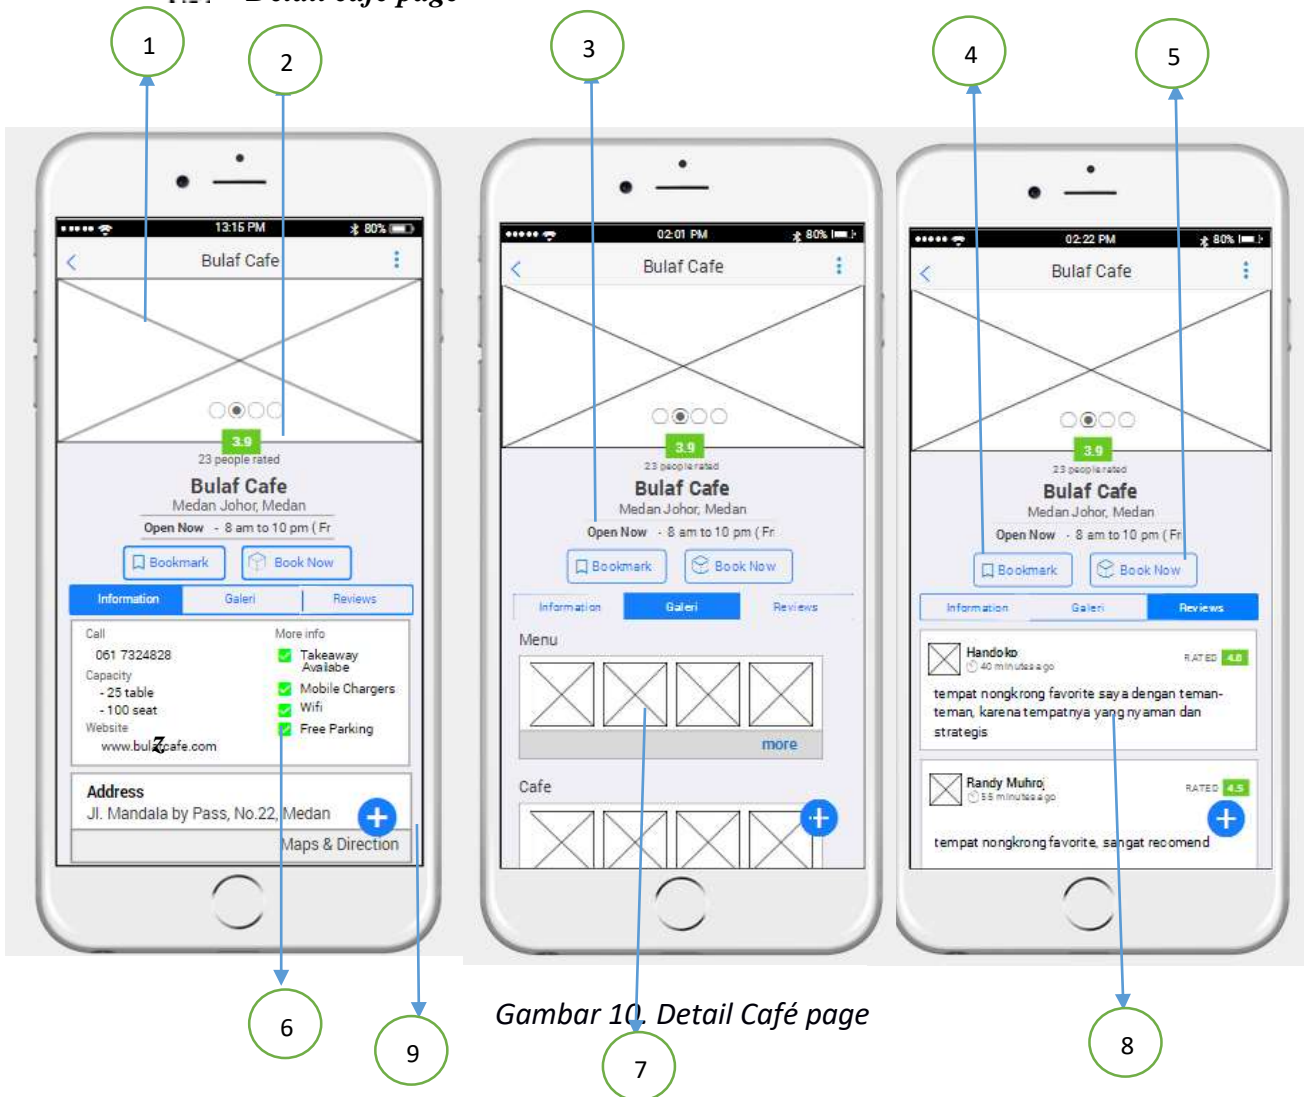 Detail café page
1
2
3
4
5
13:15 PM
80%
Bulaf Cafe
3.9
23 people rated
Bulaf Cafe
Medan Johor, Medan
Open Now - 8 am to 10 pm ( Fr
Bookmark
Book Now
Information
Galeri
Reviews
Call
061 7324828
Capacity
- 25 table
- 100 seat
Website
www.bulafcafe.com
z
More info
Takeaway
Availabe
Mobile Chargers
Wifi
Free Parking
Address
Jl. Mandala by Pass, No.22, Medan
Maps & Direction
02:01 PM
80%
Bulaf Cafe
3.9
23 people rated
Bulaf Cafe
Medan Johor, Medan
Open Now - 8 am to 10 pm ( Fr
Bookmark
Book Now
Information
Galeri
Reviews
Menu
more
Cafe
02:22 PM
80%
Bulaf Cafe
3.9
23 people rated
Bulaf Cafe
Medan Johor, Medan
Open Now - 8 am to 10 pm ( Fr
Bookmark
Book Now
Information
Galeri
Reviews
Handoko
40 minutes ago
RATED 4.8
tempat nongkrong favorite saya dengan teman-
teman, karena tempatnya yang nyaman dan
strategis
Randy Muhroj
55 minutes ago
RATED 4.5
tempat nongkrong favorite, sangat recomend
6
9
7
8
Gambar 10. Detail Café page